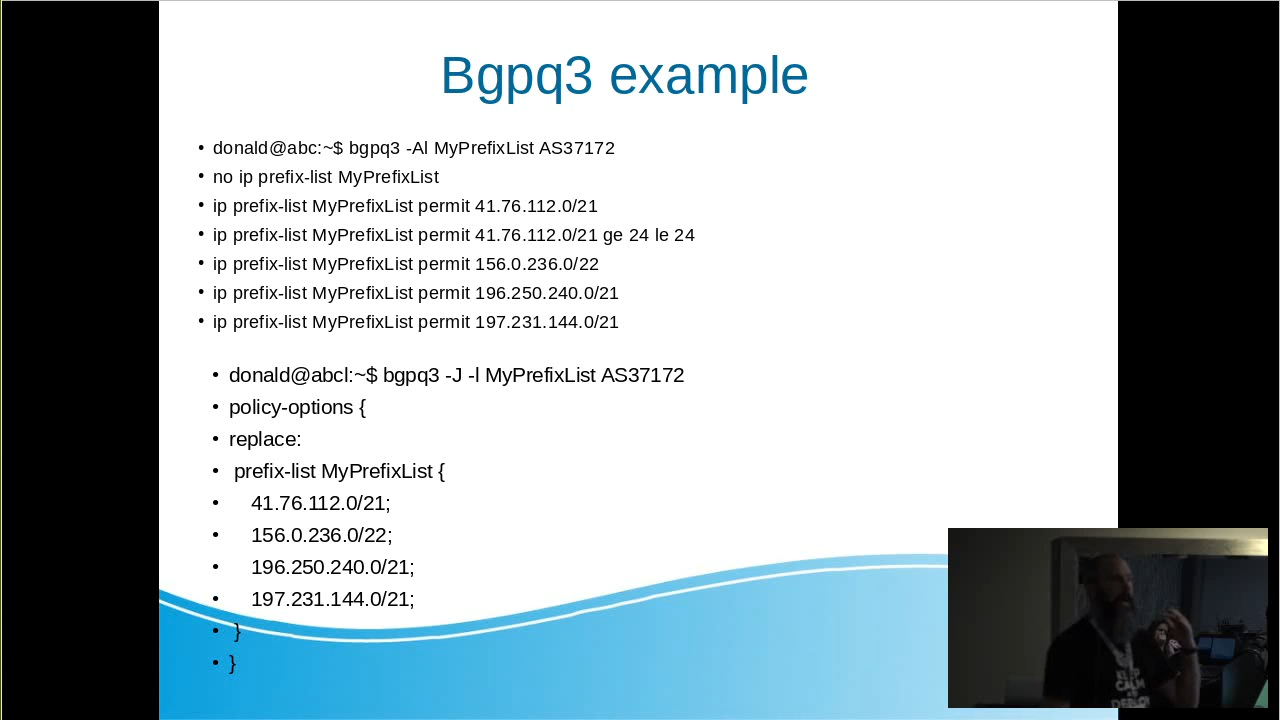 Bgpq3 example
• donald@abc:~$ bgpq3 -Al MyPrefixList AS37172
• no ip prefix-list MyPrefixList
• ip prefix-list MyPrefixList permit 41.76.112.0/21
• ip prefix-list MyPrefixList permit 41.76.112.0/21 ge 24 le 24
• ip prefix-list MyPrefixList permit 156.0.236.0/22
• ip prefix-list MyPrefixList permit 196.250.240.0/21
• ip prefix-list MyPrefixList permit 197.231.144.0/21
• donald@abcl:~$ bgpq3 -J -l MyPrefixList AS37172
• policy-options {
• replace:
• prefix-list MyPrefixList {
• 41.76.112.0/21;
• 156.0.236.0/22;
• 196.250.240.0/21;
• 197.231.144.0/21;
• }
• }
KEEP
CALM